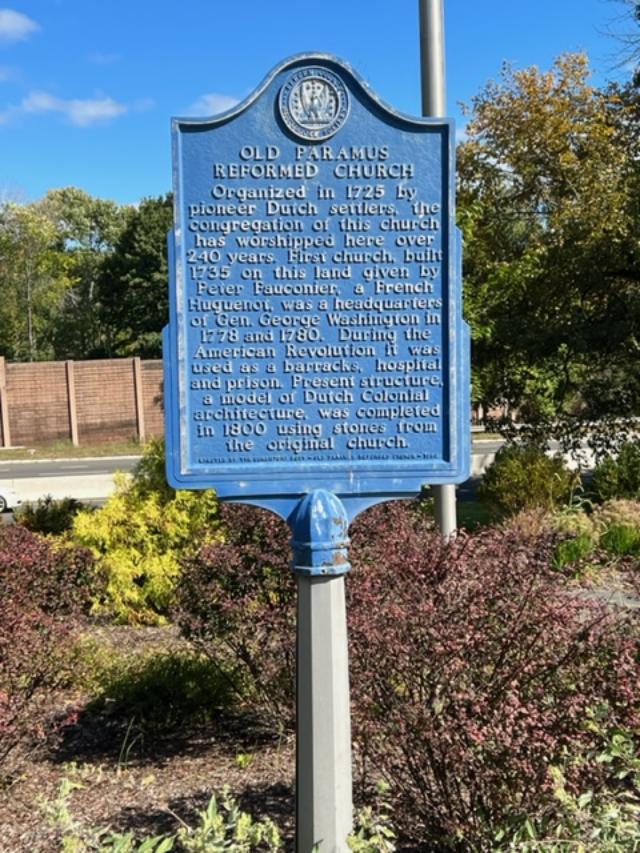 OLD PARAMUS
REFORMED CHURCH
Organized in 1725 by
pioneer Dutch settlers, the
congregation of this church
has worshipped here over
240 years. First church, built
1735 on this land given by
Peter Fauconier, a French
Huguenot, was a headquarters
of Gen. George Washington in
1778 and 1780. During the
American Revolution it was
used as a barracks, hospital
and prison. Present structure,
a model of Dutch Colonial
architecture, was completed
in 1800 using stones from
the original church.